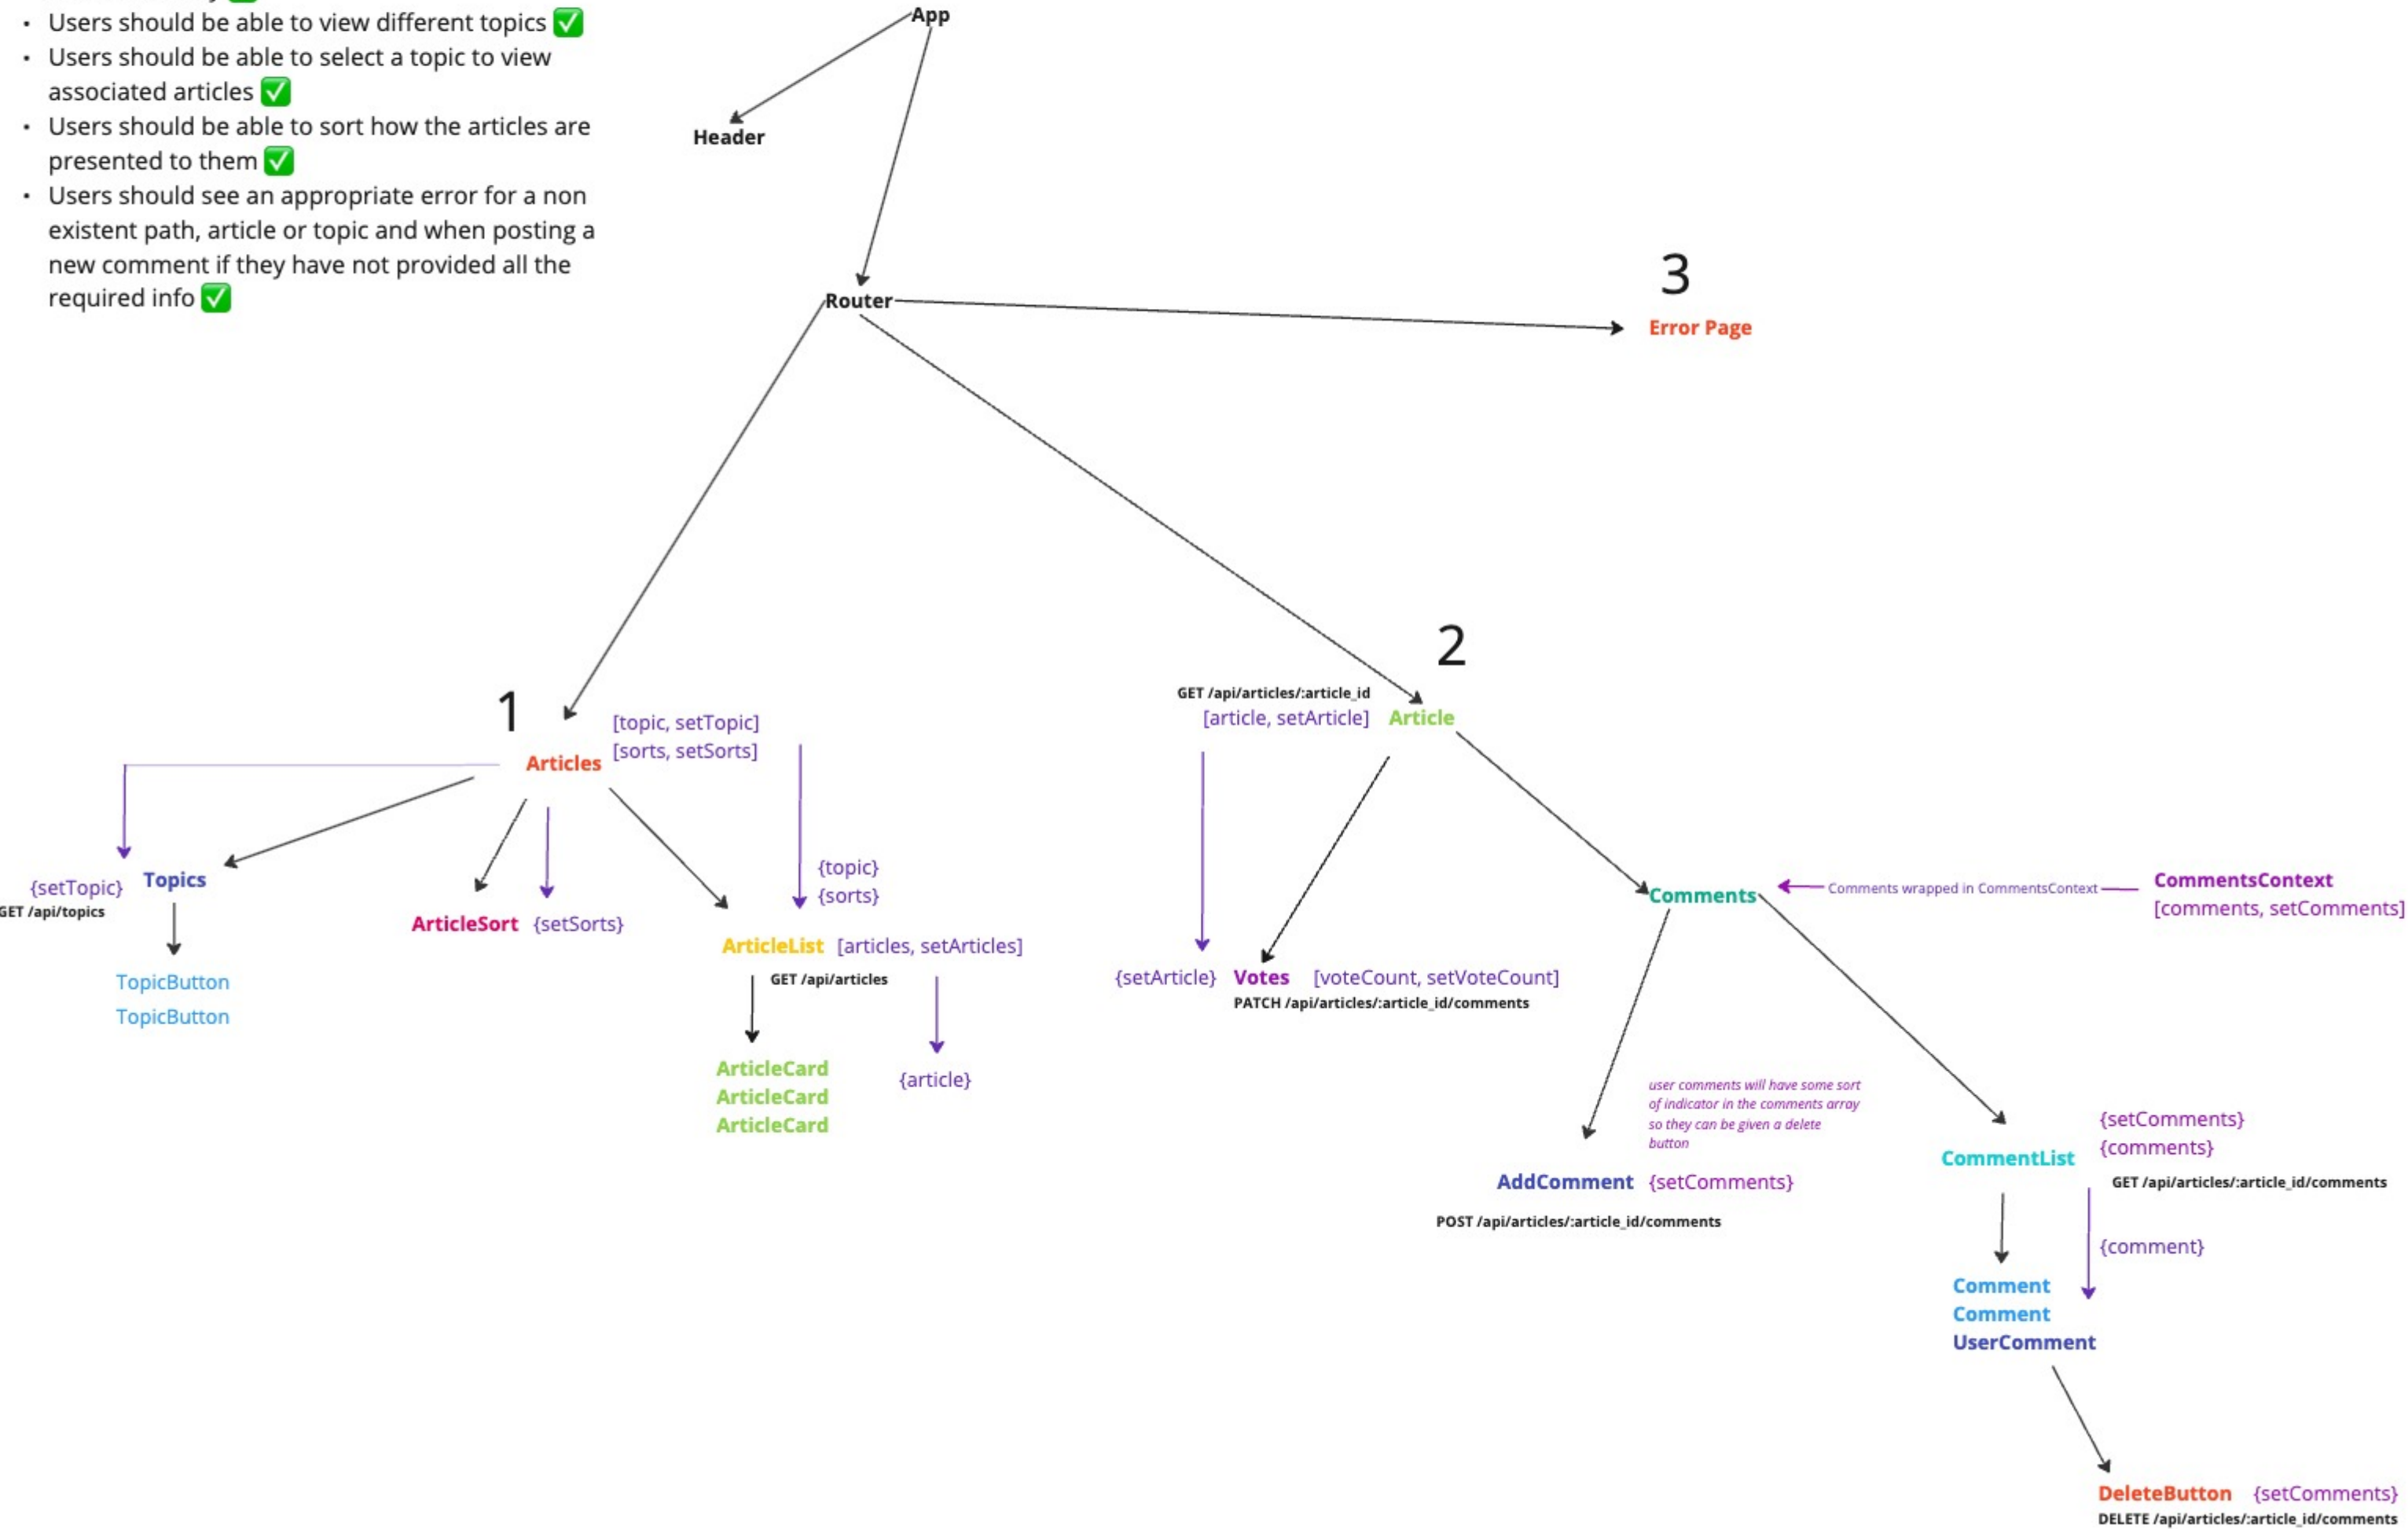 • Users should be able to view different topics ✅
• Users should be able to select a topic to view
associated articles ✅
• Users should be able to sort how the articles are
presented to them ✅
• Users should see an appropriate error for a non
existent path, article or topic and when posting a
new comment if they have not provided all the
required info ✅
App
Header
Router
3
Error Page
1
Articles
[topic, setTopic]
[sorts, setSorts]
{setTopic}
Topics
GET /api/topics
TopicButton
TopicButton
ArticleSort {setSorts}
{topic}
{sorts}
ArticleList [articles, setArticles]
GET /api/articles
ArticleCard
ArticleCard
ArticleCard
{article}
2
GET /api/articles/:article_id
[article, setArticle] Article
{setArticle} Votes [voteCount, setVoteCount]
PATCH /api/articles/:article_id/comments
Comments
Comments wrapped in CommentsContext
CommentsContext
[comments, setComments]
user comments will have some sort
of indicator in the comments array
so they can be given a delete
button
AddComment {setComments}
POST /api/articles/:article_id/comments
{setComments}
{comments}
CommentList
GET /api/articles/:article_id/comments
{comment}
Comment
Comment
UserComment
DeleteButton {setComments}
DELETE /api/articles/:article_id/comments